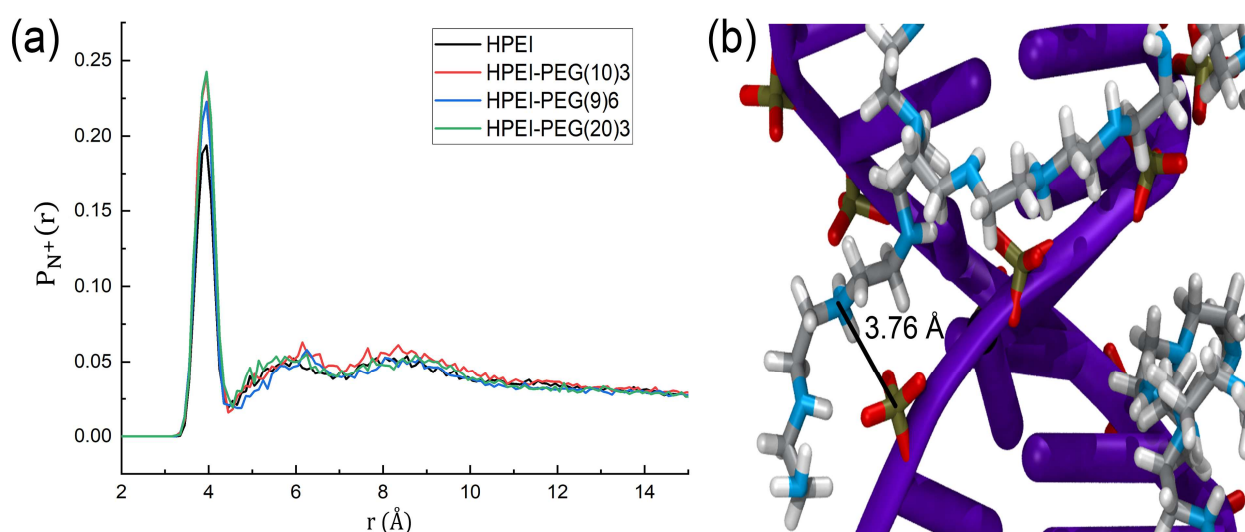 (a)
HPEI
HPEI-PEG(10)3
HPEI-PEG(9)6
HPEI-PEG(20)3
0.25
0.20
0.15
0.10
0.05
0.00
P_N⁺(r)
2 4 6 8 10 12 14
r (Å)
(b)
3.76 Å